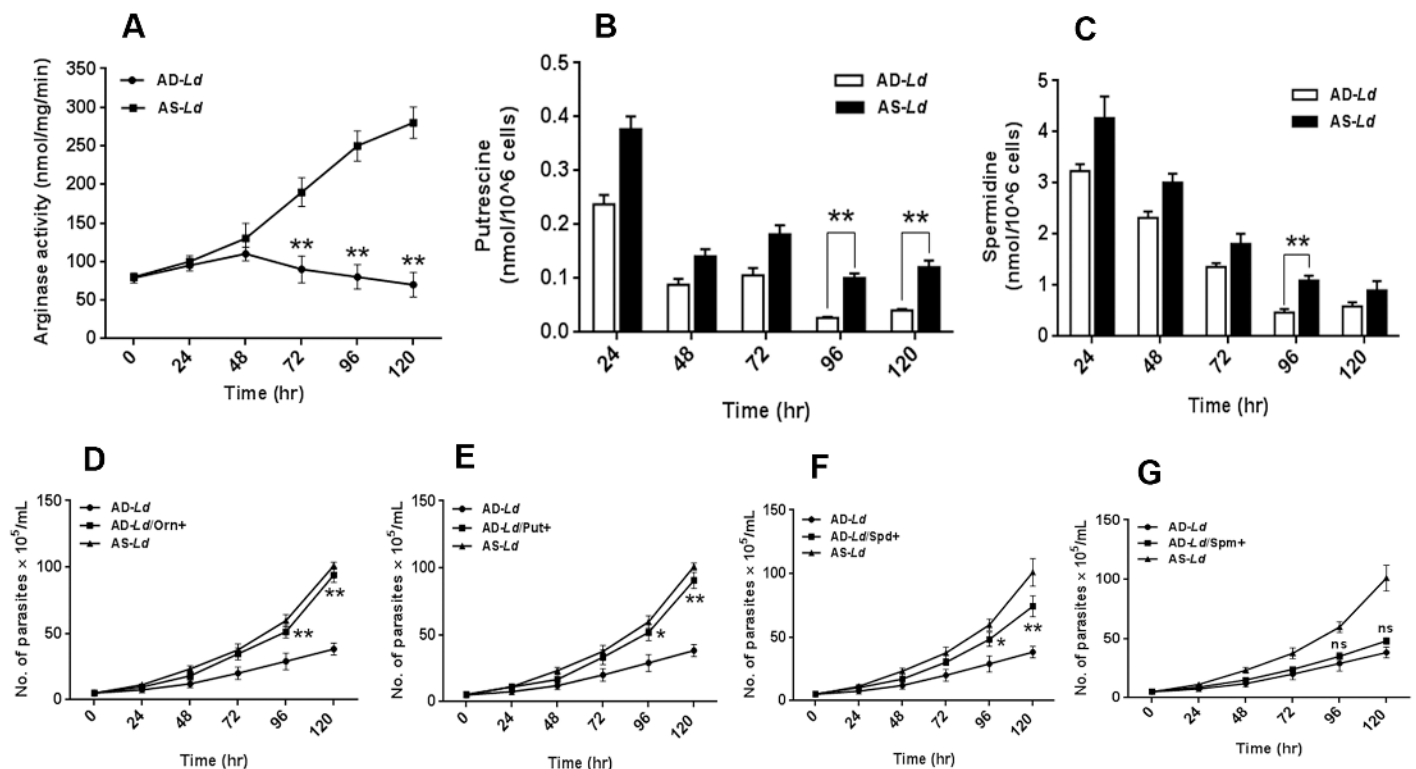 A
AD-Ld
AS-Ld
Arginase activity (nmol/mg/min)
350
300
250
200
150
100
50
0
**
**
**
0
24
48
72
96
120
Time (hr)
B
AD-Ld
AS-Ld
Putrescine
(nmol/10^6 cells)
0.5
0.4
0.3
0.2
0.1
0.0
**
**
24
48
72
96
120
Time (hr)
C
AD-Ld
AS-Ld
Spermidine
(nmol/10^6 cells)
5
4
3
2
1
0
**
24
48
72
96
120
Time (hr)
D
AD-Ld
AD-Ld/Orn+
AS-Ld
No. of parasites × 10⁵/mL
150
100
50
0
**
**
0
24
48
72
96
120
Time (hr)
E
AD-Ld
AD-Ld/Put+
AS-Ld
No. of parasites × 10⁵/mL
150
100
50
0
**
*
0
24
48
72
96
120
Time (hr)
F
AD-Ld
AD-Ld/Spd+
AS-Ld
No. of parasites × 10⁵/mL
150
100
50
0
**
*
0
24
48
72
96
120
Time (hr)
G
AD-Ld
AD-Ld/Spm+
AS-Ld
No. of parasites × 10⁵/mL
150
100
50
0
ns
ns
0
24
48
72
96
120
Time (hr)